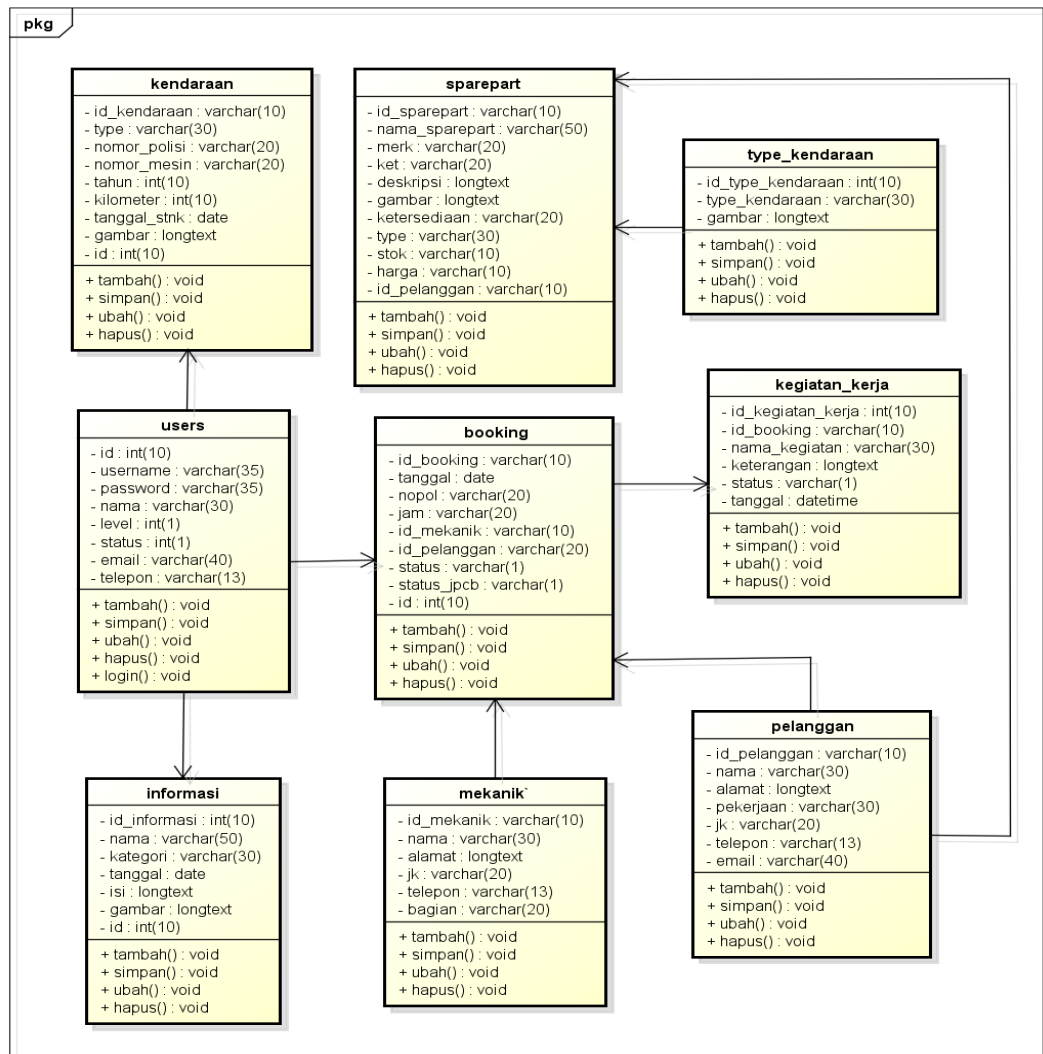 pkg
kendaraan
- id_kendaraan : varchar(10)
- type : varchar(30)
- nomor_polisi : varchar(20)
- nomor_mesin : varchar(20)
- tahun : int(10)
- kilometer : int(10)
- tanggal_stnk : date
- gambar : longtext
- id : int(10)
+ tambah() : void
+ simpan() : void
+ ubah() : void
+ hapus() : void
sparepart
- id_sparepart : varchar(10)
- nama_sparepart : varchar(50)
- merk : varchar(20)
- ket : varchar(20)
- deskripsi : longtext
- gambar : longtext
- ketersediaan : varchar(20)
- type : varchar(30)
- stok : varchar(10)
- harga : varchar(10)
- id_pelanggan : varchar(10)
+ tambah() : void
+ simpan() : void
+ ubah() : void
+ hapus() : void
type_kendaraan
- id_type_kendaraan : int(10)
- type_kendaraan : varchar(30)
- gambar : longtext
+ tambah() : void
+ simpan() : void
+ ubah() : void
+ hapus() : void
users
- id : int(10)
- username : varchar(35)
- password : varchar(35)
- nama : varchar(30)
- level : int(1)
- status : int(1)
- email : varchar(40)
- telepon : varchar(13)
+ tambah() : void
+ simpan() : void
+ ubah() : void
+ hapus() : void
+ login() : void
booking
- id_booking : varchar(10)
- tanggal : date
- nopol : varchar(20)
- jam : varchar(20)
- id_mekanik : varchar(10)
- id_pelanggan : varchar(20)
- status : varchar(1)
- status_jpcb : varchar(1)
- id : int(10)
+ tambah() : void
+ simpan() : void
+ ubah() : void
+ hapus() : void
kegiatan_kerja
- id_kegiatan_kerja : int(10)
- id_booking : varchar(10)
- nama_kegiatan : varchar(30)
- keterangan : longtext
- status : varchar(1)
- tanggal : datetime
+ tambah() : void
+ simpan() : void
+ ubah() : void
+ hapus() : void
informasi
- id_informasi : int(10)
- nama : varchar(50)
- kategori : varchar(30)
- tanggal : date
- isi : longtext
- gambar : longtext
- id : int(10)
+ tambah() : void
+ simpan() : void
+ ubah() : void
+ hapus() : void
mekanik`
- id_mekanik : varchar(10)
- nama : varchar(30)
- alamat : longtext
- jk : varchar(20)
- telepon : varchar(13)
- bagian : varchar(20)
+ tambah() : void
+ simpan() : void
+ ubah() : void
+ hapus() : void
pelanggan
- id_pelanggan : varchar(10)
- nama : varchar(30)
- alamat : longtext
- pekerjaan : varchar(30)
- jk : varchar(20)
- telepon : varchar(13)
- email : varchar(40)
+ tambah() : void
+ simpan() : void
+ ubah() : void
+ hapus() : void